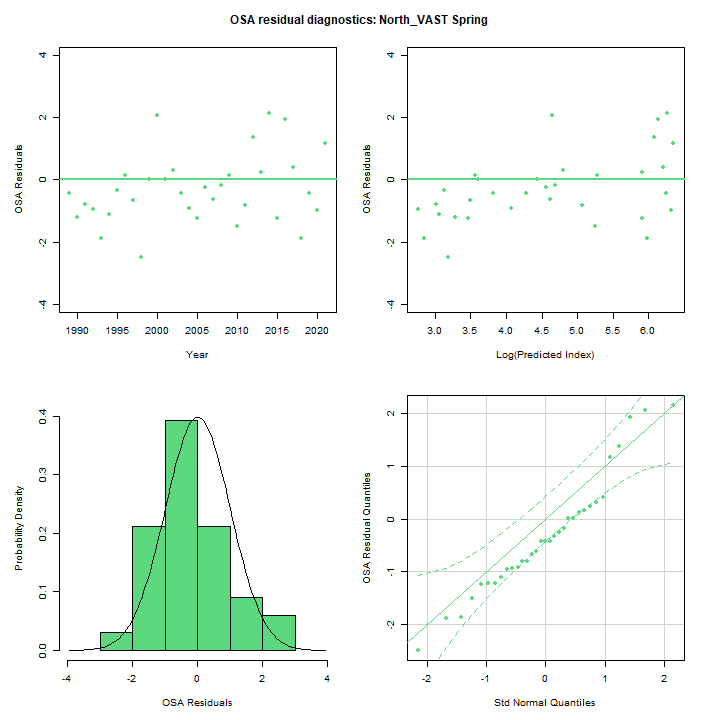 OSA residual diagnostics: North_VAST Spring
4
2
0
-2
-4
OSA Residuals
1990 1995 2000 2005 2010 2015 2020
Year
4
2
0
-2
-4
OSA Residuals
3.0 3.5 4.0 4.5 5.0 5.5 6.0
Log(Predicted Index)
0.4
0.3
0.2
0.1
0.0
Probability Density
-4 -2 0 2 4
OSA Residuals
2
1
0
-1
-2
OSA Residual Quantiles
-2 -1 0 1 2
Std Normal Quantiles